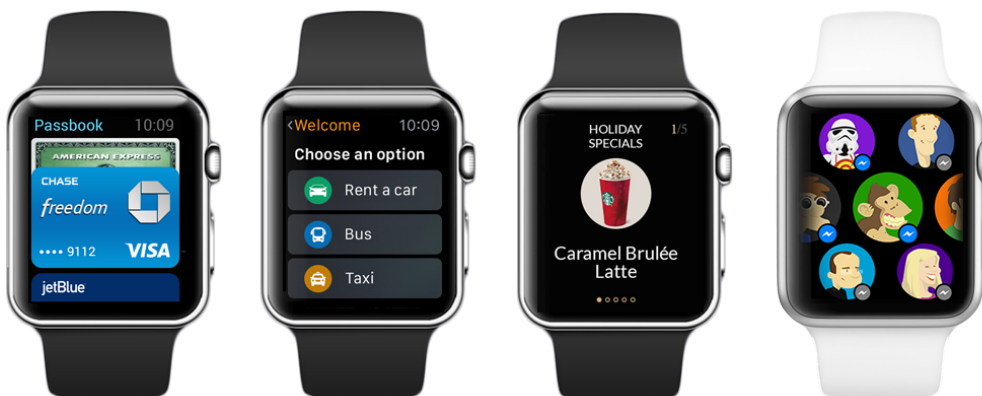 Passbook 10:09
AMERICAN EXPRESS
CHASE
freedom
•••• 9112 VISA
jetBlue
<Welcome 10:09
Choose an option
Rent a car
Bus
Taxi
HOLIDAY 1/5
SPECIALS
Caramel Brulée
Latte